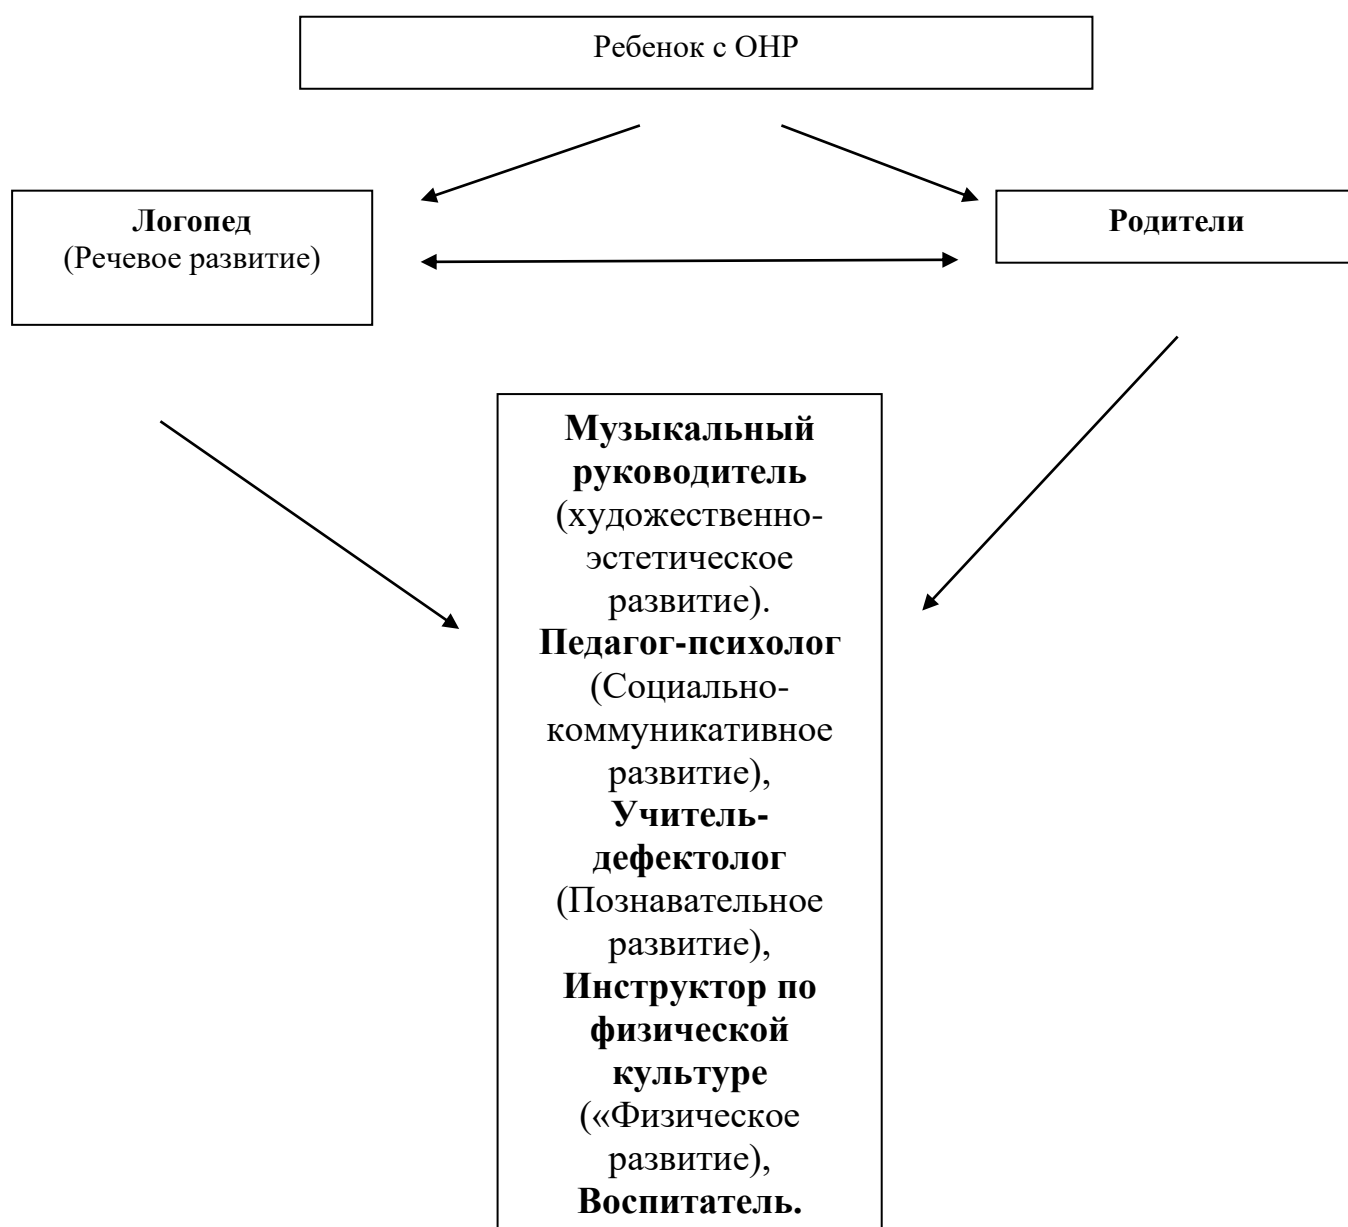 Ребенок с ОНР
Логопед
(Речевое развитие)
Родители
Музыкальный
руководитель
(художественно-
эстетическое
развитие).
Педагог-психолог
(Социально-
коммуникативное
развитие),
Учитель-
дефектолог
(Познавательное
развитие),
Инструктор по
физической
культуре
(«Физическое
развитие),
Воспитатель.